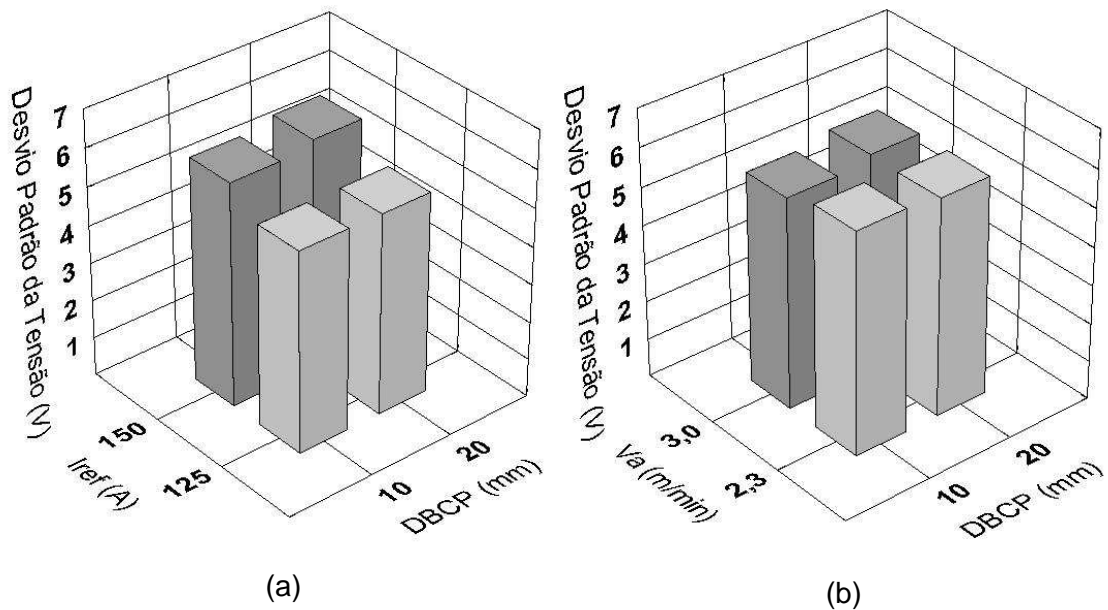 Desvio Padrão da Tensão (V)
7
6
5
4
3
2
1
150
125
Iref (A)
10
20
DBCP (mm)
(a)
Desvio Padrão da Tensão (V)
7
6
5
4
3
2
1
3,0
2,3
Va (m/min)
10
20
DBCP (mm)
(b)